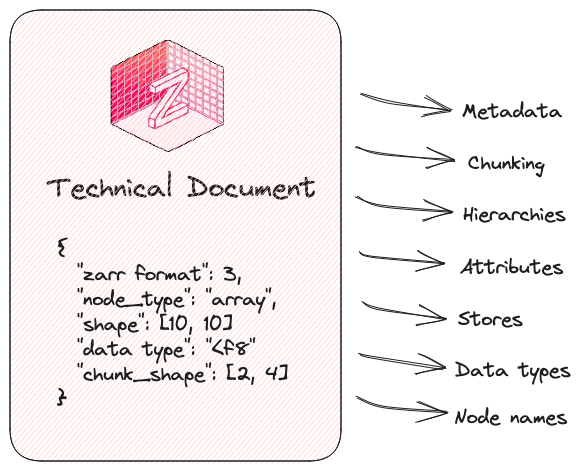 Z
Technical Document
{
"zarr format": 3,
"node_type": "array",
"shape": [10, 10]
"data type": "<f8"
"chunk_shape": [2, 4]
}
Metadata
Chunking
Hierarchies
Attributes
Stores
Data types
Node names